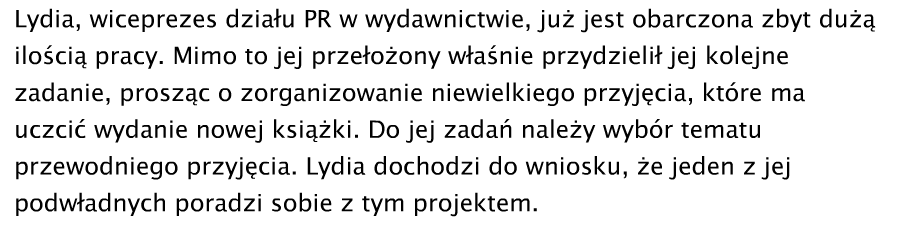 Lydia, wiceprezes działu PR w wydawnictwie, już jest obarczona zbyt dużą
ilością pracy. Mimo to jej przełożony właśnie przydzielił jej kolejne
zadanie, prosząc o zorganizowanie niewielkiego przyjęcia, które ma
uczcić wydanie nowej książki. Do jej zadań należy wybór tematu
przewodniego przyjęcia. Lydia dochodzi do wniosku, że jeden z jej
podwładnych poradzi sobie z tym projektem.